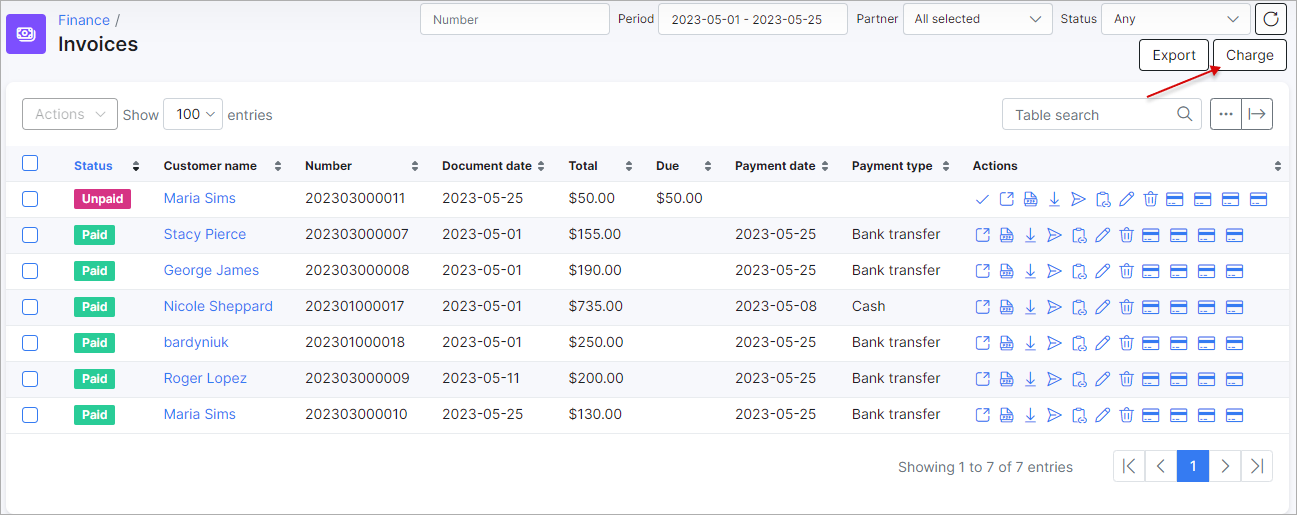 Finance /
Invoices
Number
Period 2023-05-01 - 2023-05-25
Partner All selected
Status Any
Export Charge
Actions Show 100 entries
Table search
Status Customer name Number Document date Total Due Payment date Payment type Actions
Unpaid Maria Sims 202303000011 2023-05-25 $50.00 $50.00
Paid Stacy Pierce 202303000007 2023-05-01 $155.00 2023-05-25 Bank transfer
Paid George James 202303000008 2023-05-01 $190.00 2023-05-25 Bank transfer
Paid Nicole Sheppard 202301000017 2023-05-01 $735.00 2023-05-08 Cash
Paid bardyniuk 202301000018 2023-05-01 $250.00 2023-05-25 Bank transfer
Paid Roger Lopez 202303000009 2023-05-11 $200.00 2023-05-25 Bank transfer
Paid Maria Sims 202303000010 2023-05-25 $130.00 2023-05-25 Bank transfer
Showing 1 to 7 of 7 entries 1